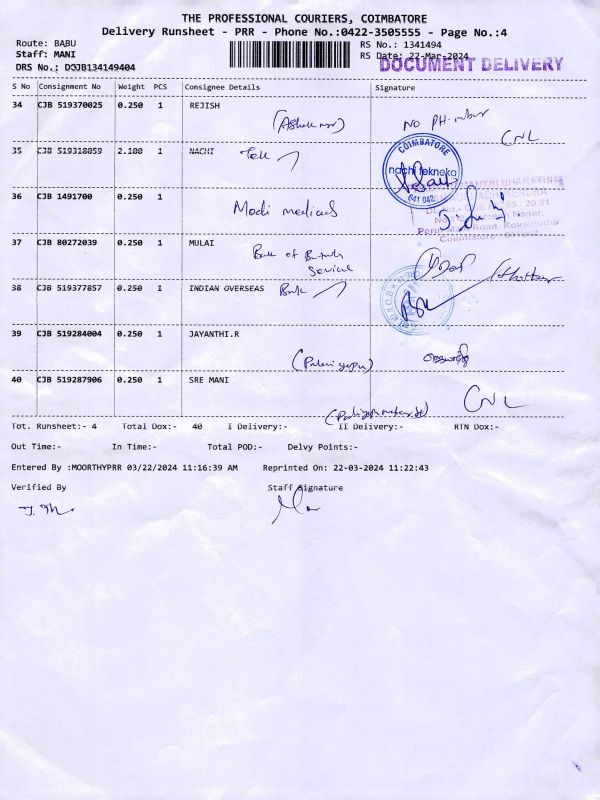 THE PROFESSIONAL COURIERS, COIMBATORE
Delivery Runsheet - PRR - Phone No.:0422-3505555 - Page No.:4
Route: BABU RS No.: 1341494
Staff: MANI RS Date: 22-Mar-2024
DRS No.: DCJB134149404 DOCUMENT DELIVERY
S No Consignment No Weight PCS Consignee Details Signature
34 CJB 519370025 0.250 1 REJISH
No PH. number
CNL
35 CJB 519318059 2.100 1 NACHI Tek
COIMBATORE
nachi tekneka
641 042
36 CJB 1491700 0.250 1
Modi medicals
37 CJB 80272039 0.250 1 MULAI
38 CJB 519377857 0.250 1 INDIAN OVERSEAS Bank
39 CJB 519284004 0.250 1 JAYANTHI.R
40 CJB 519287906 0.250 1 SRE MANI
CNL
Tot. Runsheet:- 4 Total Dox:- 40 I Delivery:- II Delivery:- RTN Dox:-
Out Time:- In Time:- Total POD:- Delvy Points:-
Entered By :MOORTHYPRR 03/22/2024 11:16:39 AM Reprinted On: 22-03-2024 11:22:43
Verified By Staff Signature